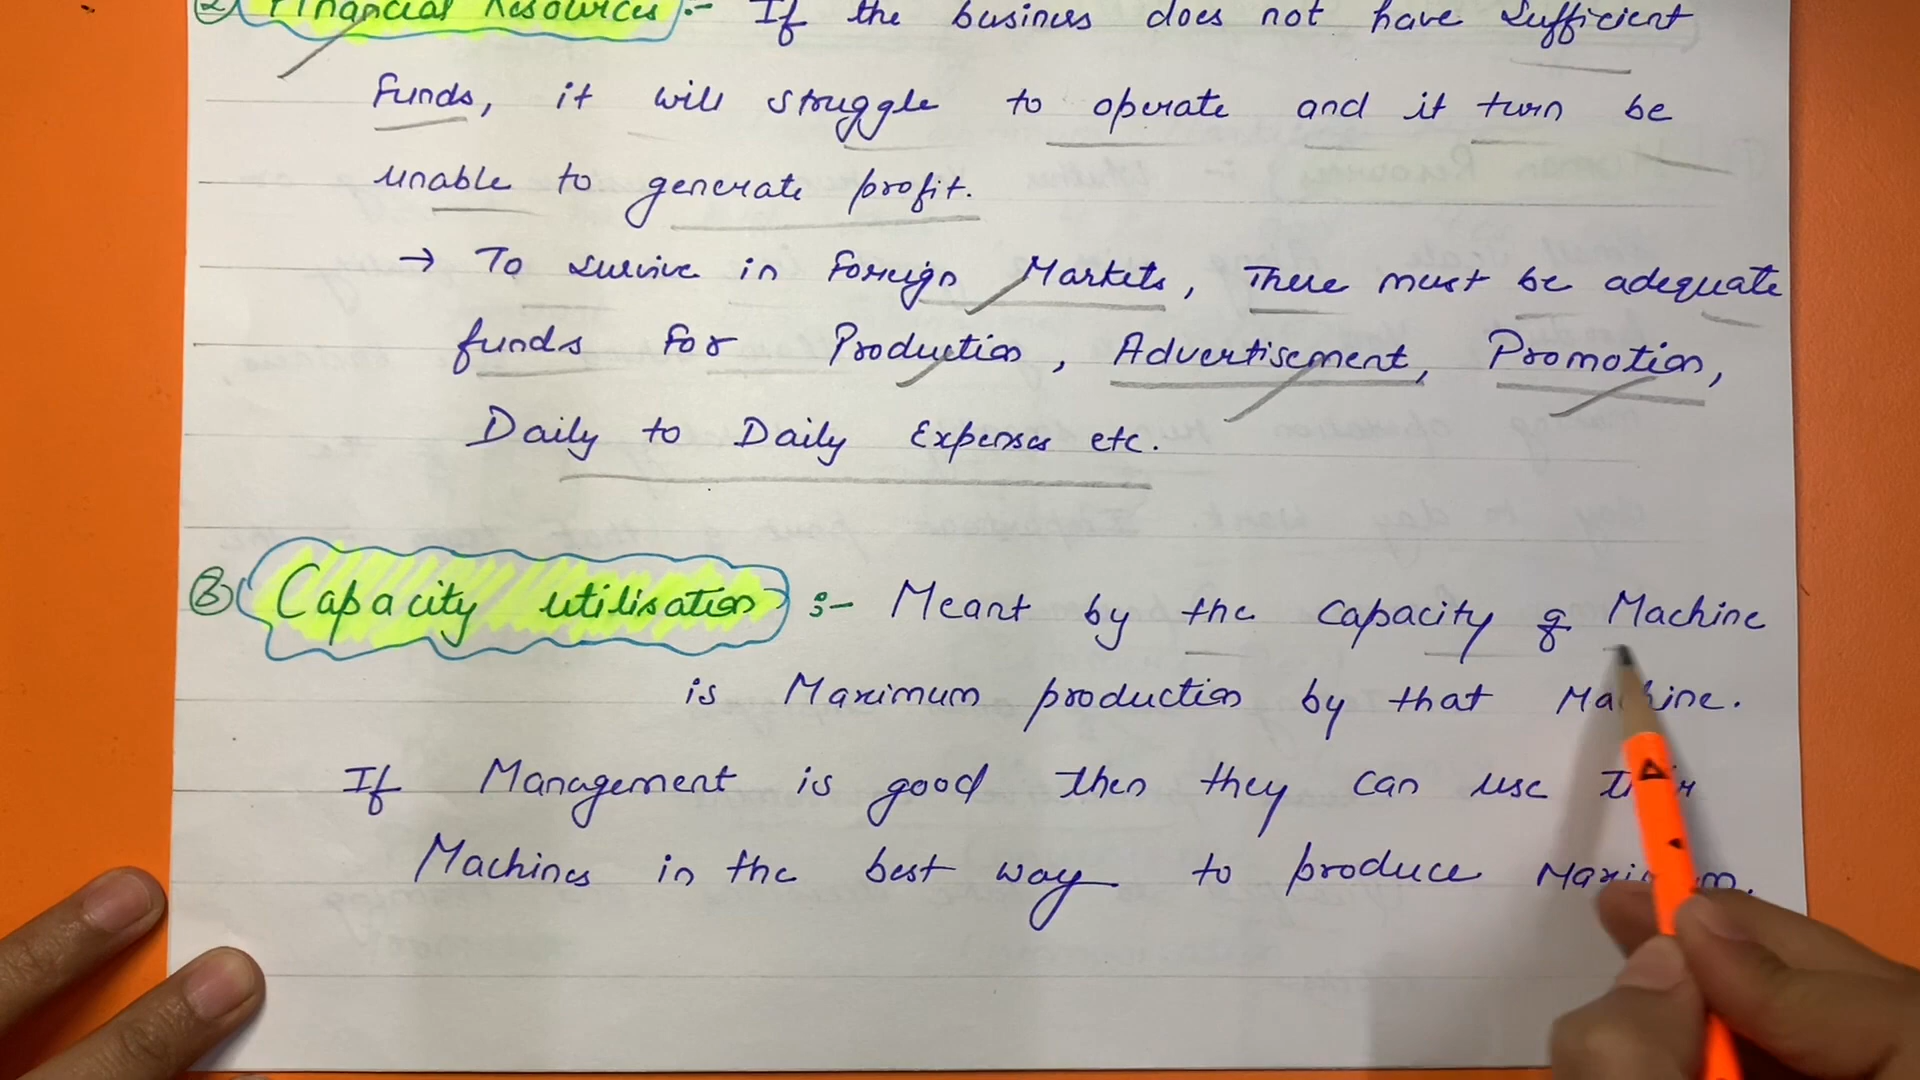 ② Financial Resources :- If the business does not have sufficient
funds, it will struggle to operate and it turn be
unable to generate profit.
→ To survive in Foreign Markets, There must be adequate
funds for Production, Advertisement, Promotion,
Daily to Daily Expenses etc.
③ Capacity utilisation :- Meant by the capacity of Machine
is Maximum production by that Machine.
If Management is good then they can use their
Machines in the best way to produce Maximum.